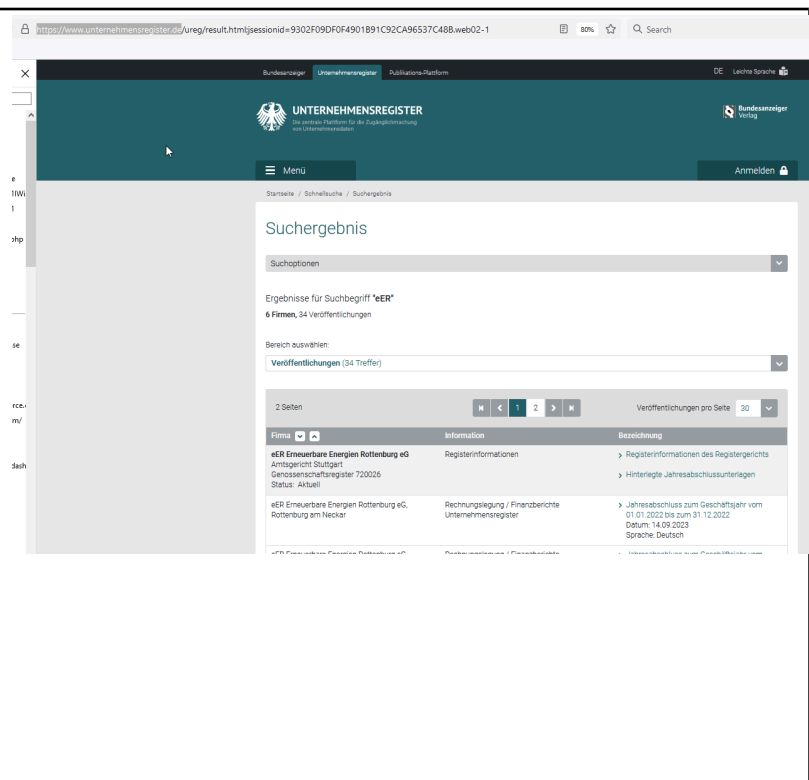 https://www.unternehmensregister.de/ureg/result.html;jsessionid=9302F09DF0F4901B91C92CA96537C48B.web02-1
80%
Search
Bundesanzeiger Unternehmensregister Publikations-Plattform
DE Leichte Sprache
UNTERNEHMENSREGISTER
Die zentrale Plattform für die Zugänglichmachung
von Unternehmensdaten
Bundesanzeiger
Verlag
Menü
Anmelden
Startseite / Schnellsuche / Suchergebnis
Suchergebnis
Suchoptionen
Ergebnisse für Suchbegriff "eER"
6 Firmen, 34 Veröffentlichungen
Bereich auswählen:
Veröffentlichungen (34 Treffer)
2 Seiten
1 2
Veröffentlichungen pro Seite 30
Firma Information Bezeichnung
eER Erneuerbare Energien Rottenburg eG
Amtsgericht Stuttgart
Genossenschaftsregister 720026
Status: Aktuell
Registerinformationen
Registerinformationen des Registergerichts
Hinterlegte Jahresabschlussunterlagen
eER Erneuerbare Energien Rottenburg eG,
Rottenburg am Neckar
Rechnungslegung / Finanzberichte
Unternehmensregister
Jahresabschluss zum Geschäftsjahr vom
01.01.2022 bis zum 31.12.2022
Datum: 14.09.2023
Sprache: Deutsch
e
1
php
se
rce.
m/
dash